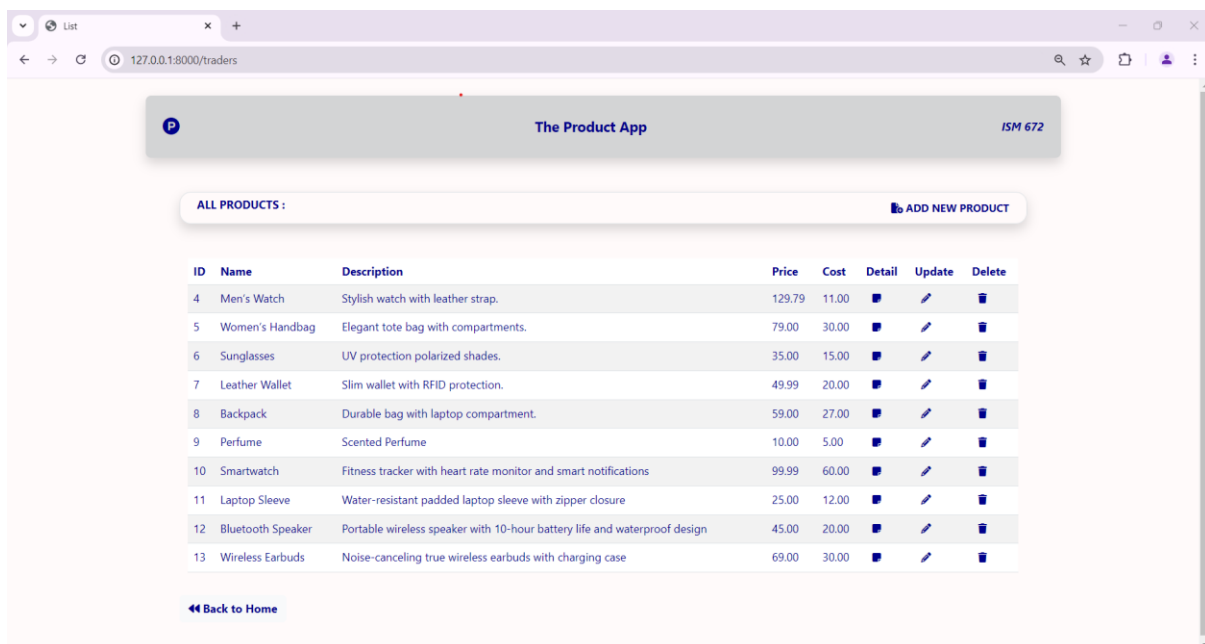 List
127.0.0.1:8000/traders
P The Product App ISM 672
ALL PRODUCTS : ADD NEW PRODUCT
ID Name Description Price Cost Detail Update Delete
4 Men's Watch Stylish watch with leather strap. 129.79 11.00
5 Women's Handbag Elegant tote bag with compartments. 79.00 30.00
6 Sunglasses UV protection polarized shades. 35.00 15.00
7 Leather Wallet Slim wallet with RFID protection. 49.99 20.00
8 Backpack Durable bag with laptop compartment. 59.00 27.00
9 Perfume Scented Perfume 10.00 5.00
10 Smartwatch Fitness tracker with heart rate monitor and smart notifications 99.99 60.00
11 Laptop Sleeve Water-resistant padded laptop sleeve with zipper closure 25.00 12.00
12 Bluetooth Speaker Portable wireless speaker with 10-hour battery life and waterproof design 45.00 20.00
13 Wireless Earbuds Noise-canceling true wireless earbuds with charging case 69.00 30.00
Back to Home